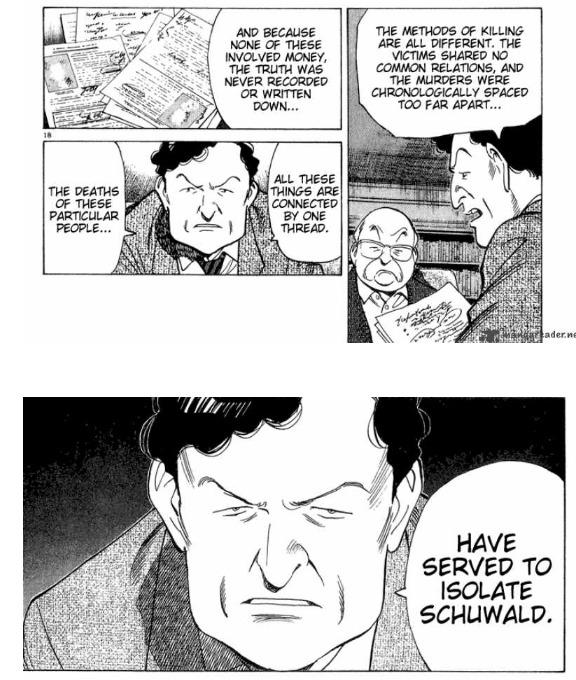 THE METHODS OF KILLING
ARE ALL DIFFERENT. THE
VICTIMS SHARED NO
COMMON RELATIONS, AND
THE MURDERS WERE
CHRONOLOGICALLY SPACED
TOO FAR APART...
AND BECAUSE
NONE OF THESE
INVOLVED MONEY,
THE TRUTH WAS
NEVER RECORDED
OR WRITTEN
DOWN...
18
ALL THESE
THINGS ARE
CONNECTED
BY ONE
THREAD.
THE DEATHS
OF THESE
PARTICULAR
PEOPLE...
HAVE
SERVED TO
ISOLATE
SCHUWALD.